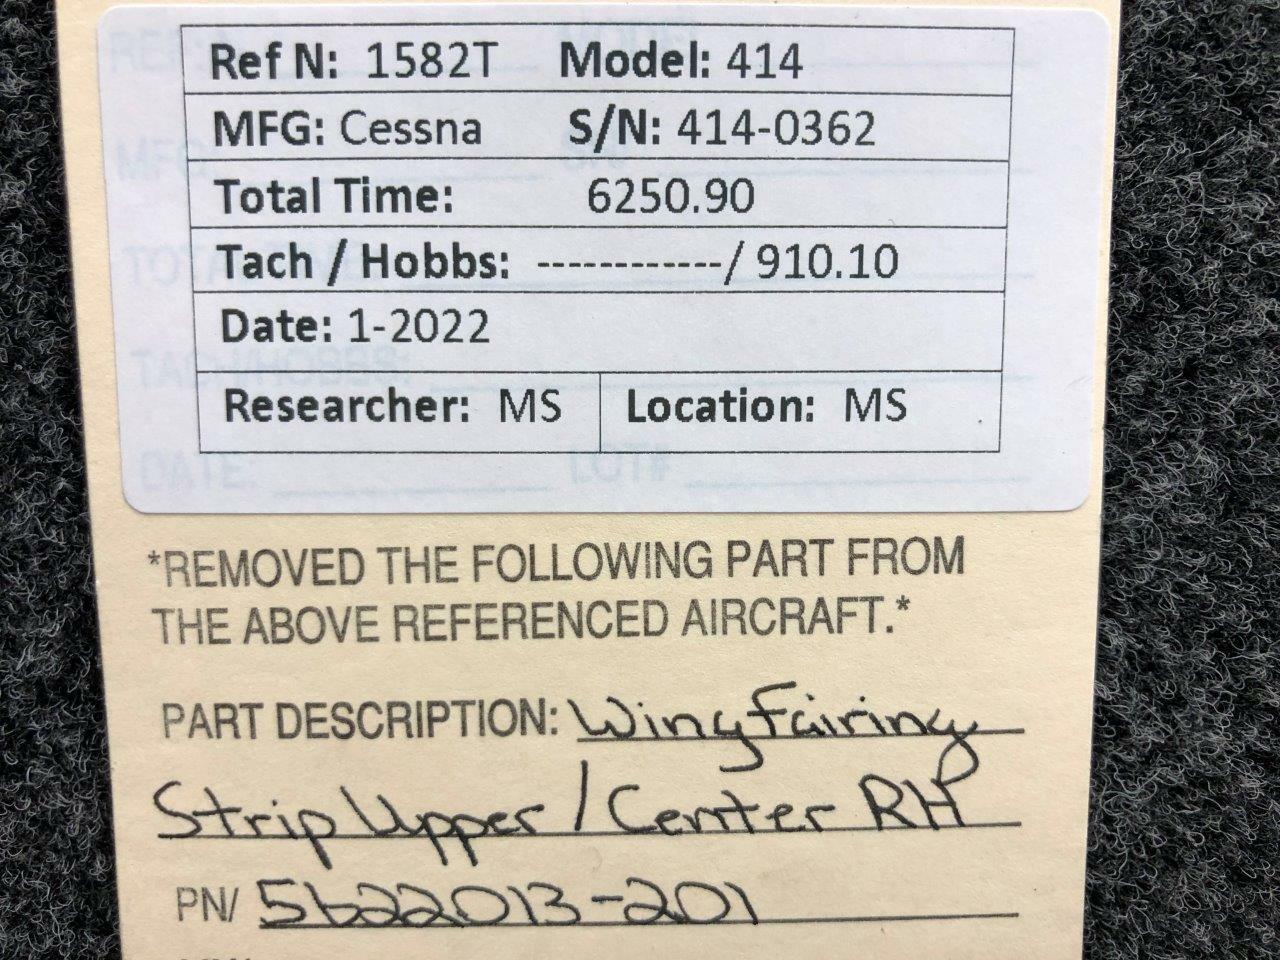 Ref N: 1582T Model: 414
MFG: Cessna S/N: 414-0362
Total Time: 6250.90
Tach / Hobbs: ------------/ 910.10
Date: 1-2022
Researcher: MS Location: MS
DATE: LOT#
*REMOVED THE FOLLOWING PART FROM
THE ABOVE REFERENCED AIRCRAFT.*
PART DESCRIPTION: Wing Fairing
Strip Upper / Center RH
PN/ 5622013-201